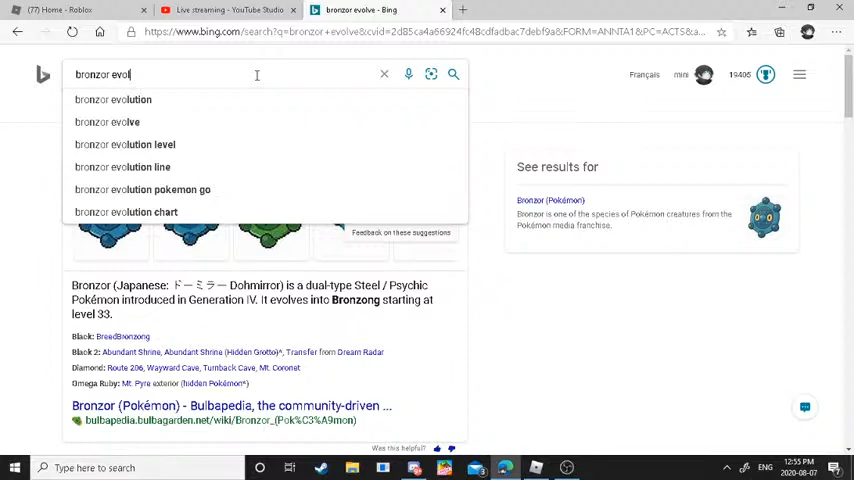 (77) Home - Roblox
Live streaming - YouTube Studio
bronzor evolve - Bing
https://www.bing.com/search?q=bronzor+evolve&cvid=2d85ca4a66924fc48cdfadbac7debf9a&FORM=ANNTA1&PC=ACTS&...
bronzor evol
Français
mini
19405
bronzor evolution
bronzor evolve
bronzor evolution level
bronzor evolution line
bronzor evolution pokemon go
bronzor evolution chart
See results for
Bronzor (Pokémon)
Bronzor is one of the species of Pokémon creatures from the
Pokémon media franchise.
Feedback on these suggestions
Bronzor (Japanese: ドーミラー Dohmirror) is a dual-type Steel / Psychic
Pokémon introduced in Generation IV. It evolves into Bronzong starting at
level 33.
Black: BreedBronzong
Black 2: Abundant Shrine, Abundant Shrine (Hidden Grotto)*, Transfer from Dream Radar
Diamond: Route 206, Wayward Cave, Turnback Cave, Mt. Coronet
Omega Ruby: Mt. Pyre exterior (hidden Pokémon*)
Bronzor (Pokémon) - Bulbapedia, the community-driven ...
bulbapedia.bulbagarden.net/wiki/Bronzor_(Pok%C3%A9mon)
Was this helpful?
Type here to search
ENG
12:55 PM
2020-08-07